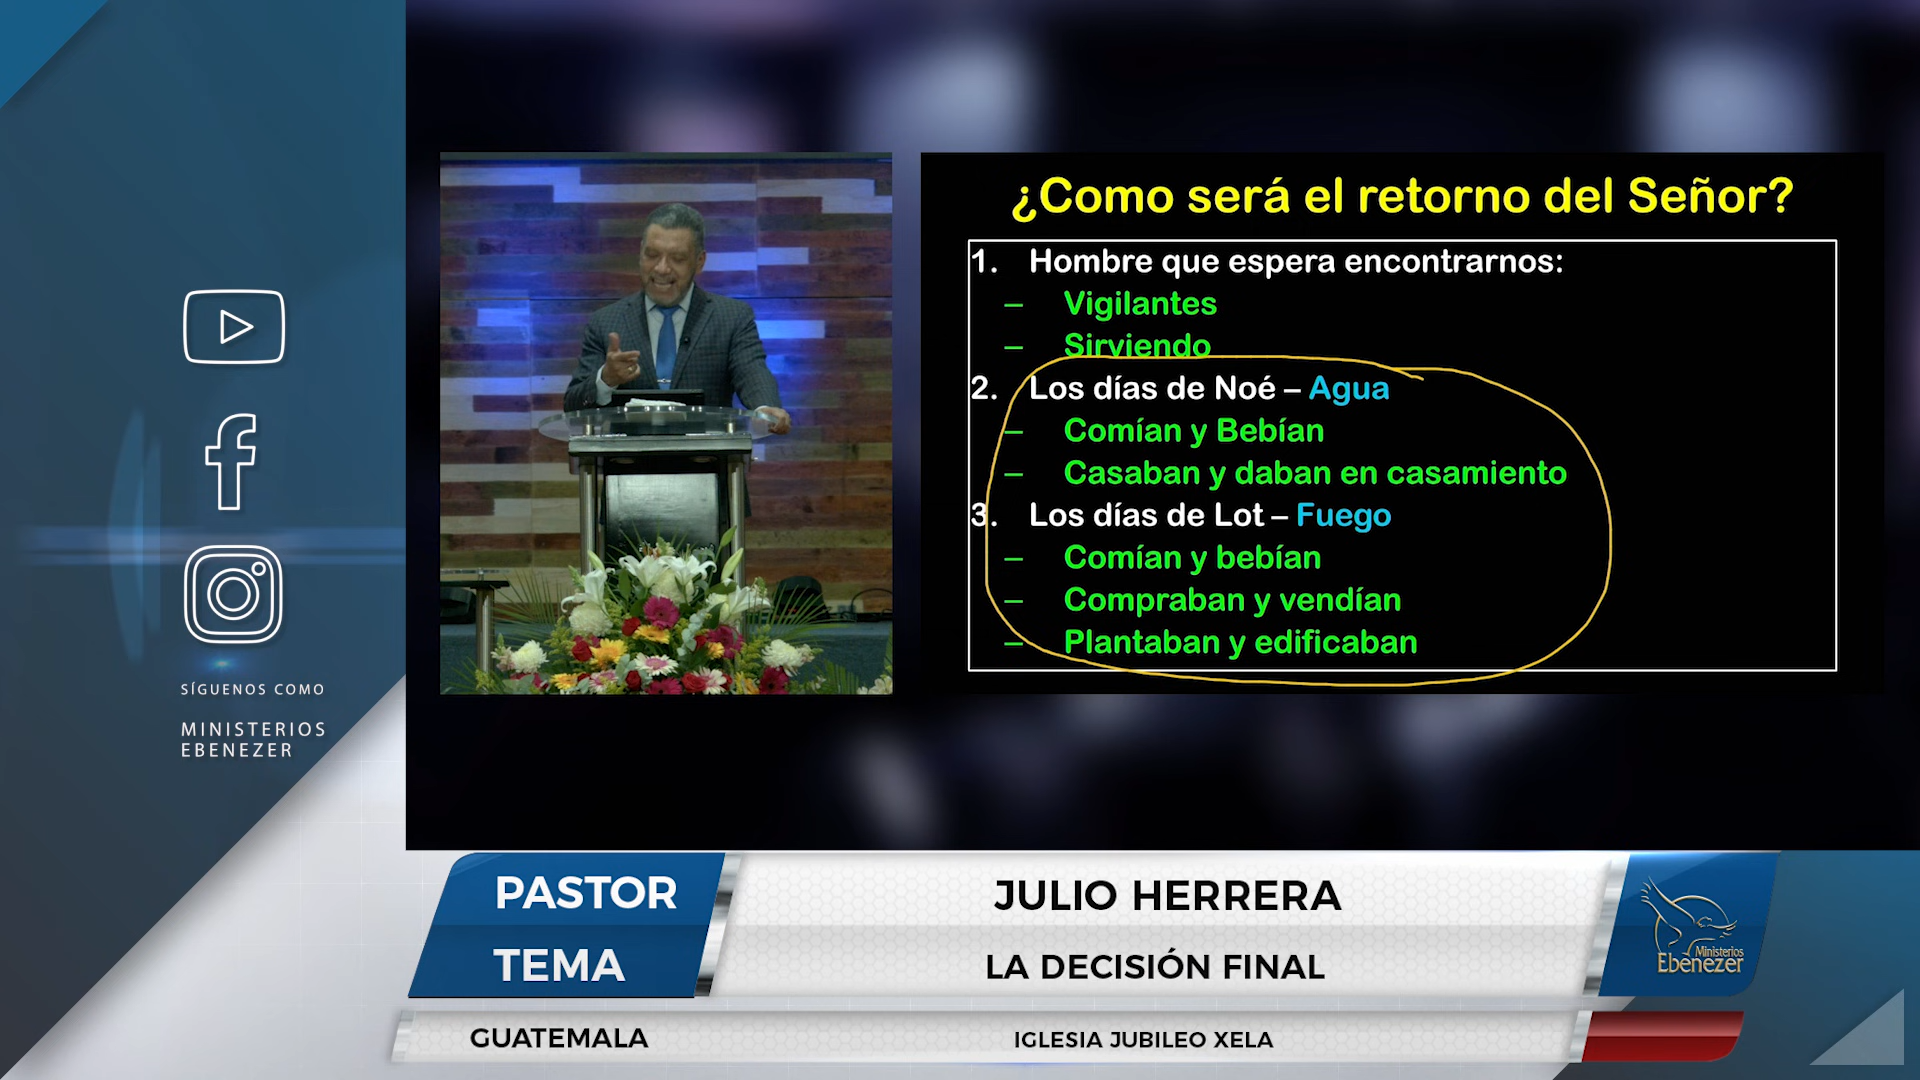 ¿Como será el retorno del Señor?
1. Hombre que espera encontrarnos:
– Vigilantes
– Sirviendo
2. Los días de Noé – Agua
– Comían y Bebían
– Casaban y daban en casamiento
3. Los días de Lot – Fuego
– Comían y bebían
– Compraban y vendían
– Plantaban y edificaban
SÍGUENOS COMO
MINISTERIOS
EBENEZER
PASTOR
JULIO HERRERA
TEMA
LA DECISIÓN FINAL
Ministerios
Ebenezer
GUATEMALA
IGLESIA JUBILEO XELA